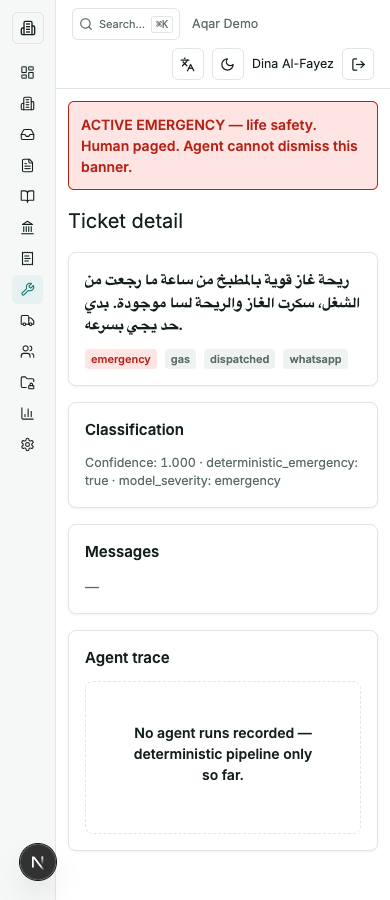 Search... ⌘K Aqar Demo
Dina Al-Fayez
ACTIVE EMERGENCY — life safety.
Human paged. Agent cannot dismiss this
banner.
Ticket detail
ريحة غاز قوية بالمطبخ من ساعة ما رجعت من
الشغل، سكرت الغاز والريحة لسا موجودة. بدي
حد يجي بسرعه.
emergency gas dispatched whatsapp
Classification
Confidence: 1.000 · deterministic_emergency:
true · model_severity: emergency
Messages
—
Agent trace
No agent runs recorded —
deterministic pipeline only
so far.
N